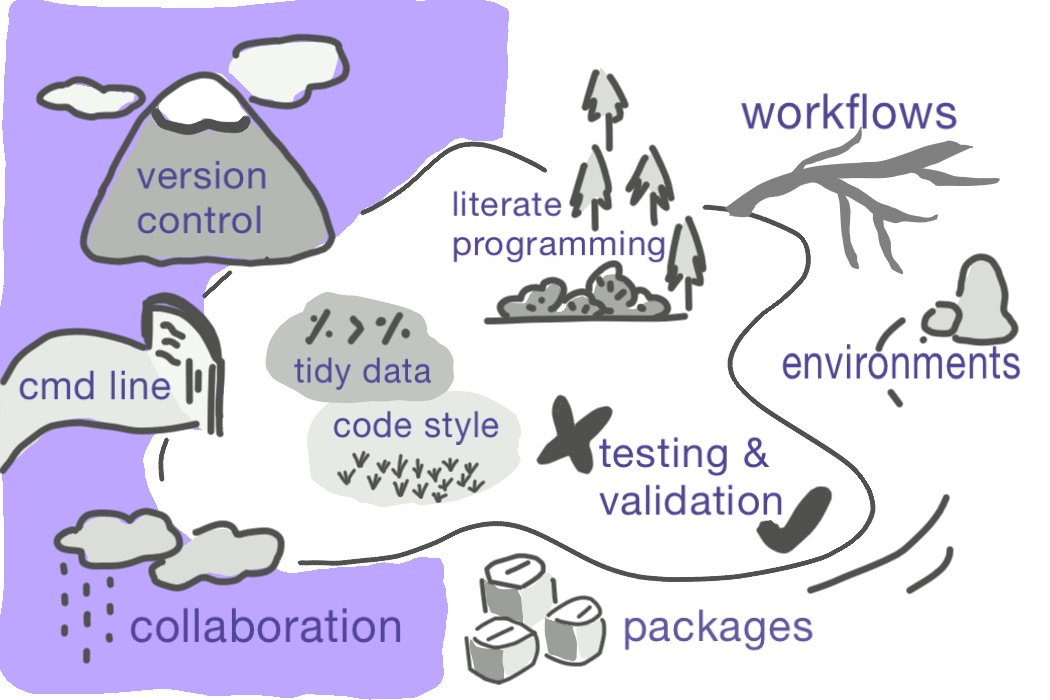 version
control
workflows
literate
programming
% > %
tidy data
cmd line
environments
code style
testing &
validation
collaboration
packages